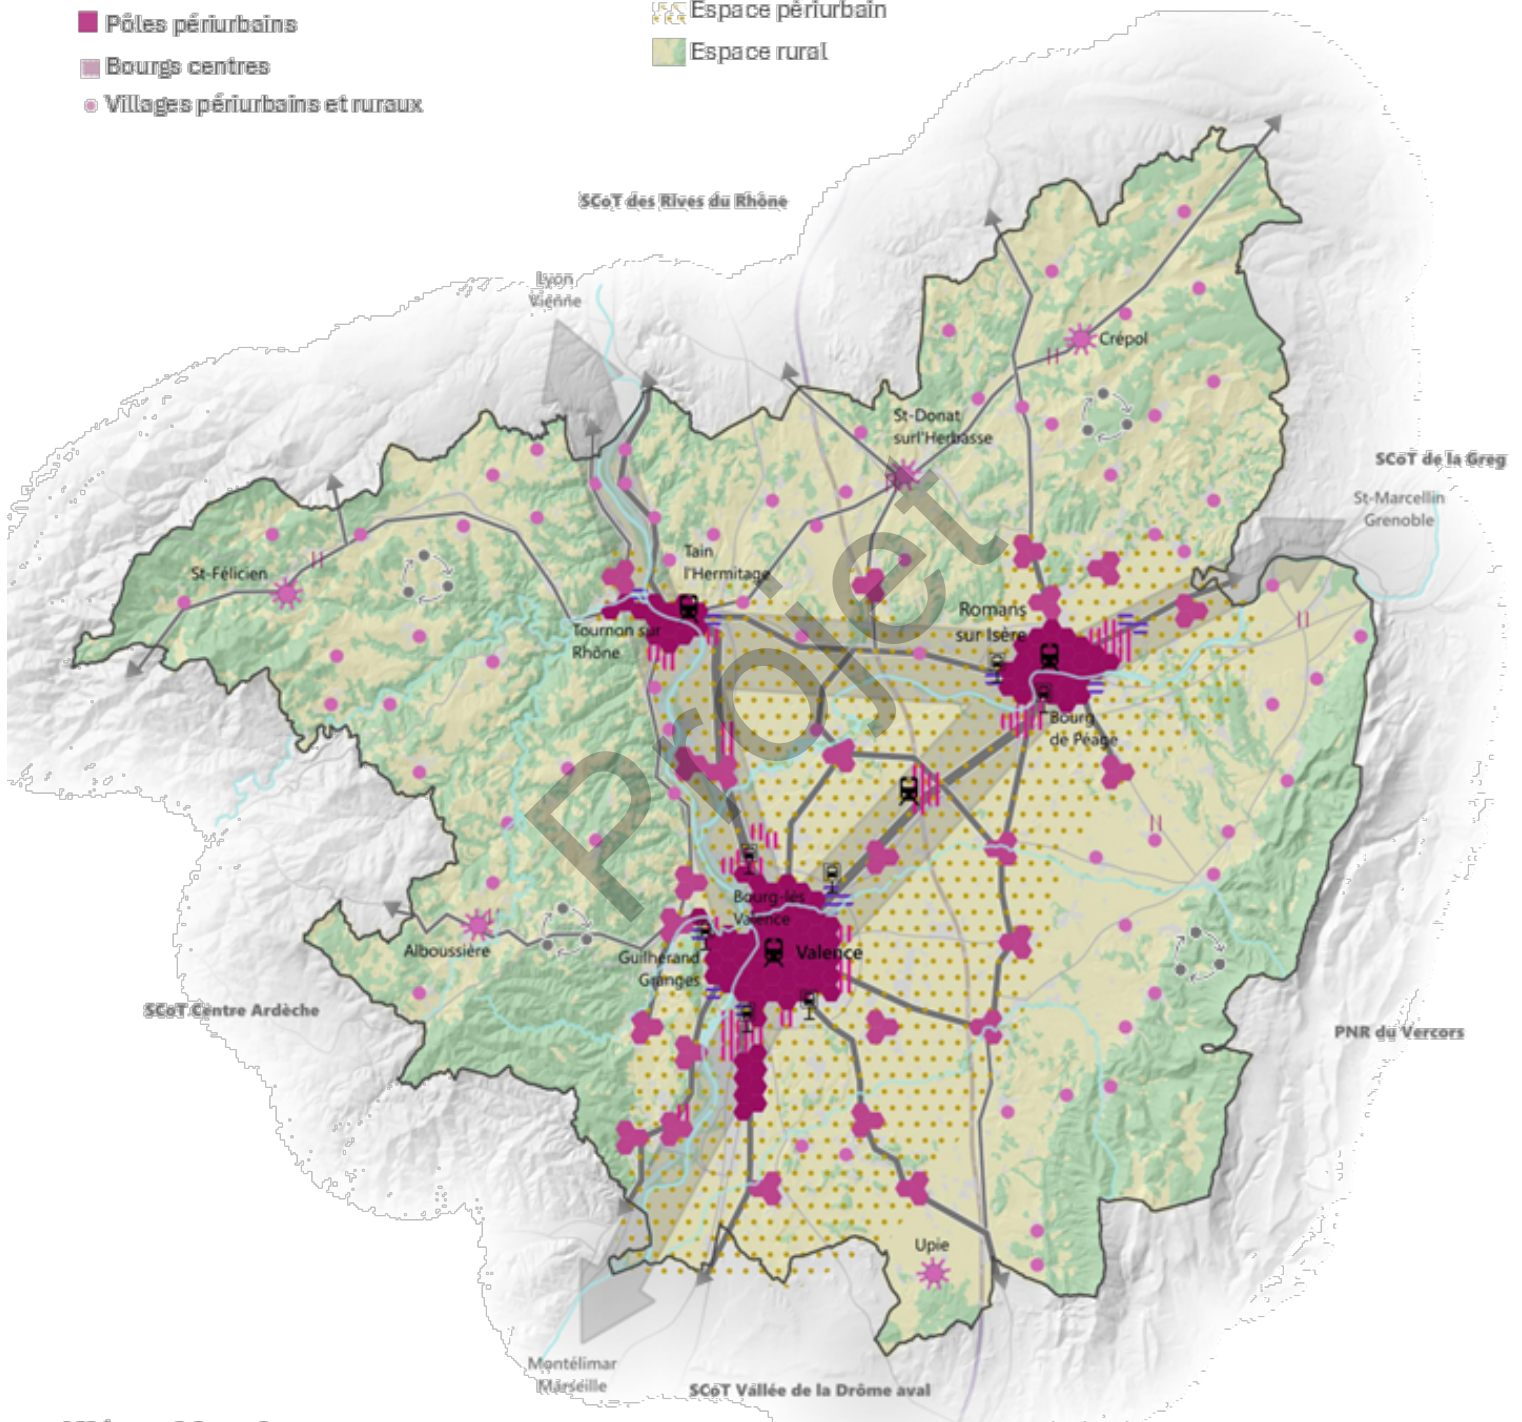 Pôles périurbains
Bourgs centres
Villages périurbains et ruraux
Espace périurbain
Espace rural
SCoT des Rives du Rhône
Lyon
Vienne
Crépol
St-Donat
surl'Herbasse
SCoT de la Greg
St-Marcellin
Grenoble
St-Félicien
Tain
l'Hermitage
Tournon sur
Rhône
Romans
sur Isère
Bourg
de Péage
Projet
Bourg-lès
Valence
Valence
Guilherand
Granges
Alboussière
SCoT Centre Ardèche
PNR du Vercors
Upie
Montélimar
Marseille
SCoT Vallée de la Drôme aval